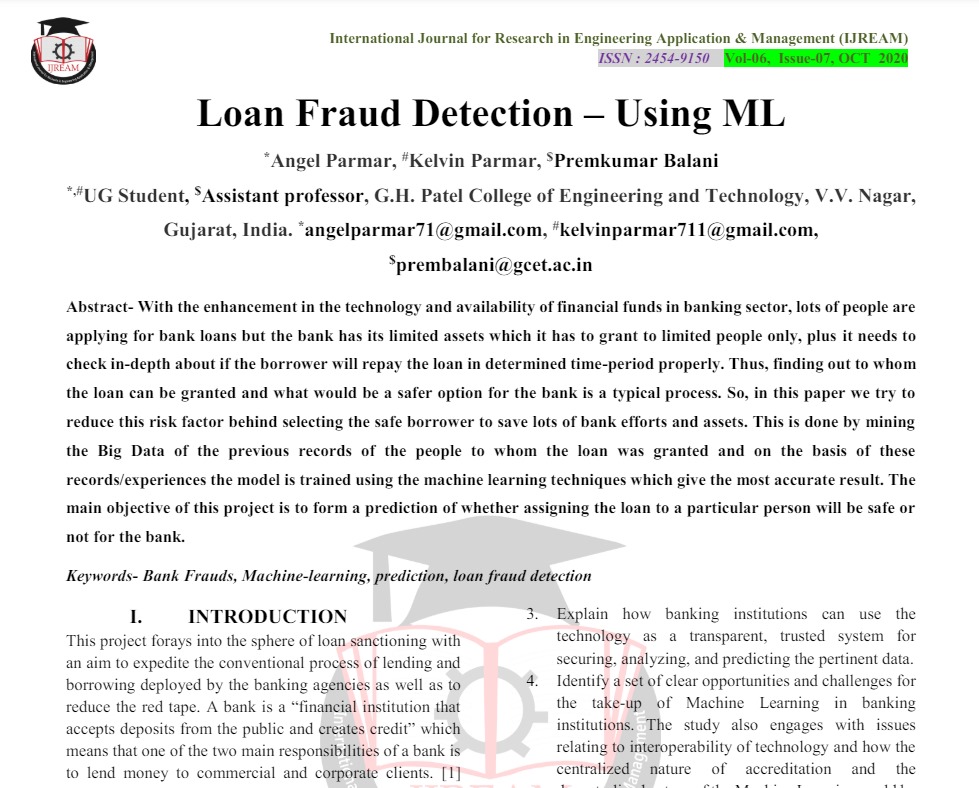 International Journal for Research in Engineering Application & Management (IJREAM)
IJREAM
ISSN : 2454-9150 Vol-06, Issue-07, OCT 2020
Loan Fraud Detection – Using ML
*Angel Parmar, #Kelvin Parmar, $Premkumar Balani
*,#UG Student, $Assistant professor, G.H. Patel College of Engineering and Technology, V.V. Nagar,
Gujarat, India. *angelparmar71@gmail.com, #kelvinparmar711@gmail.com,
$prembalani@gcet.ac.in
Abstract- With the enhancement in the technology and availability of financial funds in banking sector, lots of people are
applying for bank loans but the bank has its limited assets which it has to grant to limited people only, plus it needs to
check in-depth about if the borrower will repay the loan in determined time-period properly. Thus, finding out to whom
the loan can be granted and what would be a safer option for the bank is a typical process. So, in this paper we try to
reduce this risk factor behind selecting the safe borrower to save lots of bank efforts and assets. This is done by mining
the Big Data of the previous records of the people to whom the loan was granted and on the basis of these
records/experiences the model is trained using the machine learning techniques which give the most accurate result. The
main objective of this project is to form a prediction of whether assigning the loan to a particular person will be safe or
not for the bank.
Keywords- Bank Frauds, Machine-learning, prediction, loan fraud detection
I. INTRODUCTION
This project forays into the sphere of loan sanctioning with
an aim to expedite the conventional process of lending and
borrowing deployed by the banking agencies as well as to
reduce the red tape. A bank is a “financial institution that
accepts deposits from the public and creates credit” which
means that one of the two main responsibilities of a bank is
to lend money to commercial and corporate clients. [1]
3. Explain how banking institutions can use the
technology as a transparent, trusted system for
securing, analyzing, and predicting the pertinent data.
4. Identify a set of clear opportunities and challenges for
the take-up of Machine Learning in banking
institutions. The study also engages with issues
relating to interoperability of technology and how the
centralized nature of accreditation and the